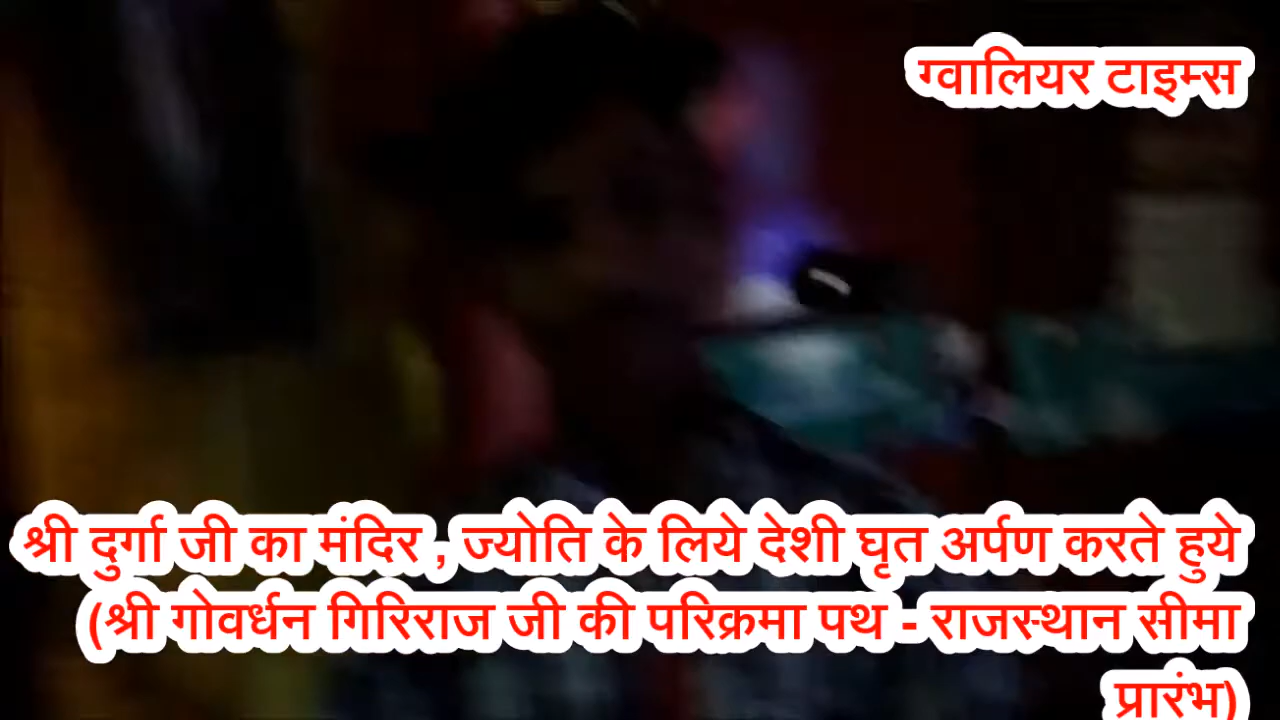 ग्वालियर टाइम्स
श्री दुर्गा जी का मंदिर , ज्योति के लिये देशी घृत अर्पण करते हुये
(श्री गोवर्धन गिरिराज जी की परिक्रमा पथ - राजस्थान सीमा
प्रारंभ)